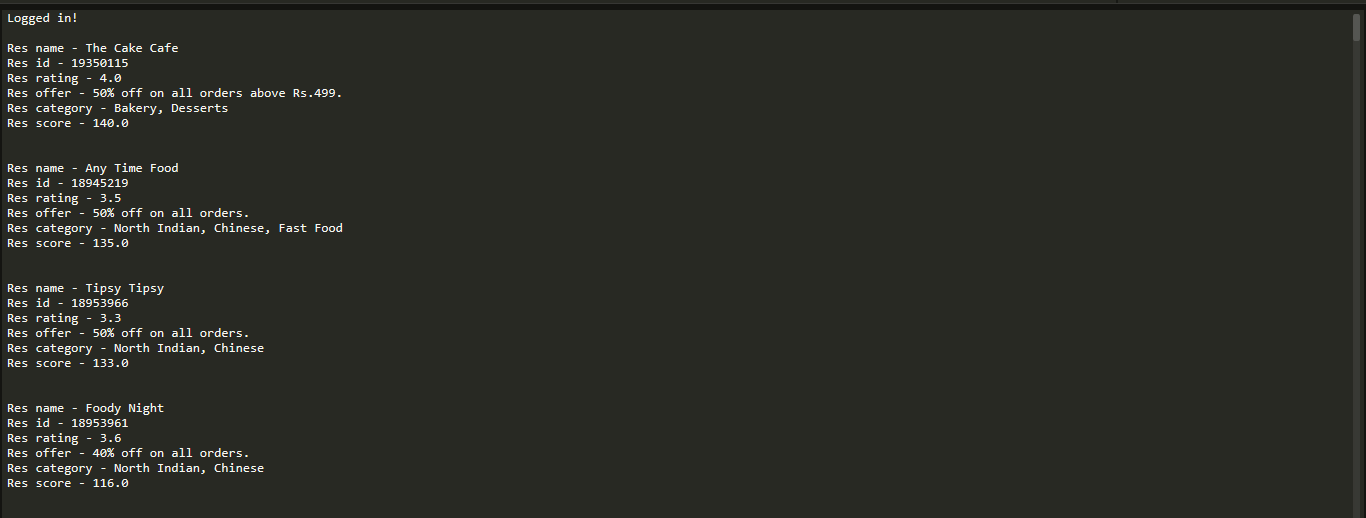 Logged in!
Res name - The Cake Cafe
Res id - 19350115
Res rating - 4.0
Res offer - 50% off on all orders above Rs.499.
Res category - Bakery, Desserts
Res score - 140.0
Res name - Any Time Food
Res id - 18945219
Res rating - 3.5
Res offer - 50% off on all orders.
Res category - North Indian, Chinese, Fast Food
Res score - 135.0
Res name - Tipsy Tipsy
Res id - 18953966
Res rating - 3.3
Res offer - 50% off on all orders.
Res category - North Indian, Chinese
Res score - 133.0
Res name - Foody Night
Res id - 18953961
Res rating - 3.6
Res offer - 40% off on all orders.
Res category - North Indian, Chinese
Res score - 116.0